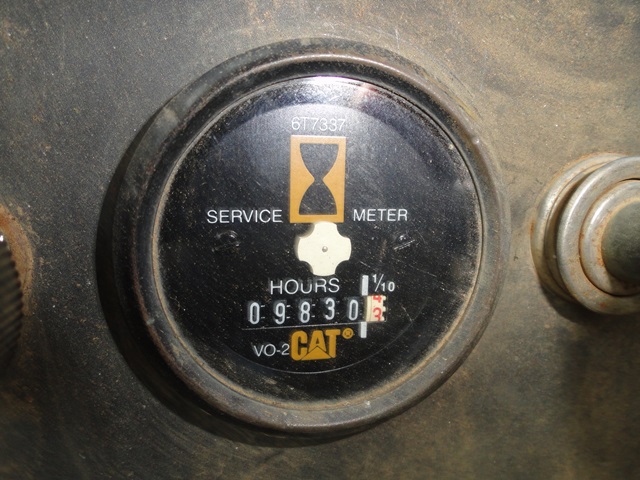 6T7337
SERVICE METER
HOURS 1/10
09830 3
VO-2 CAT®